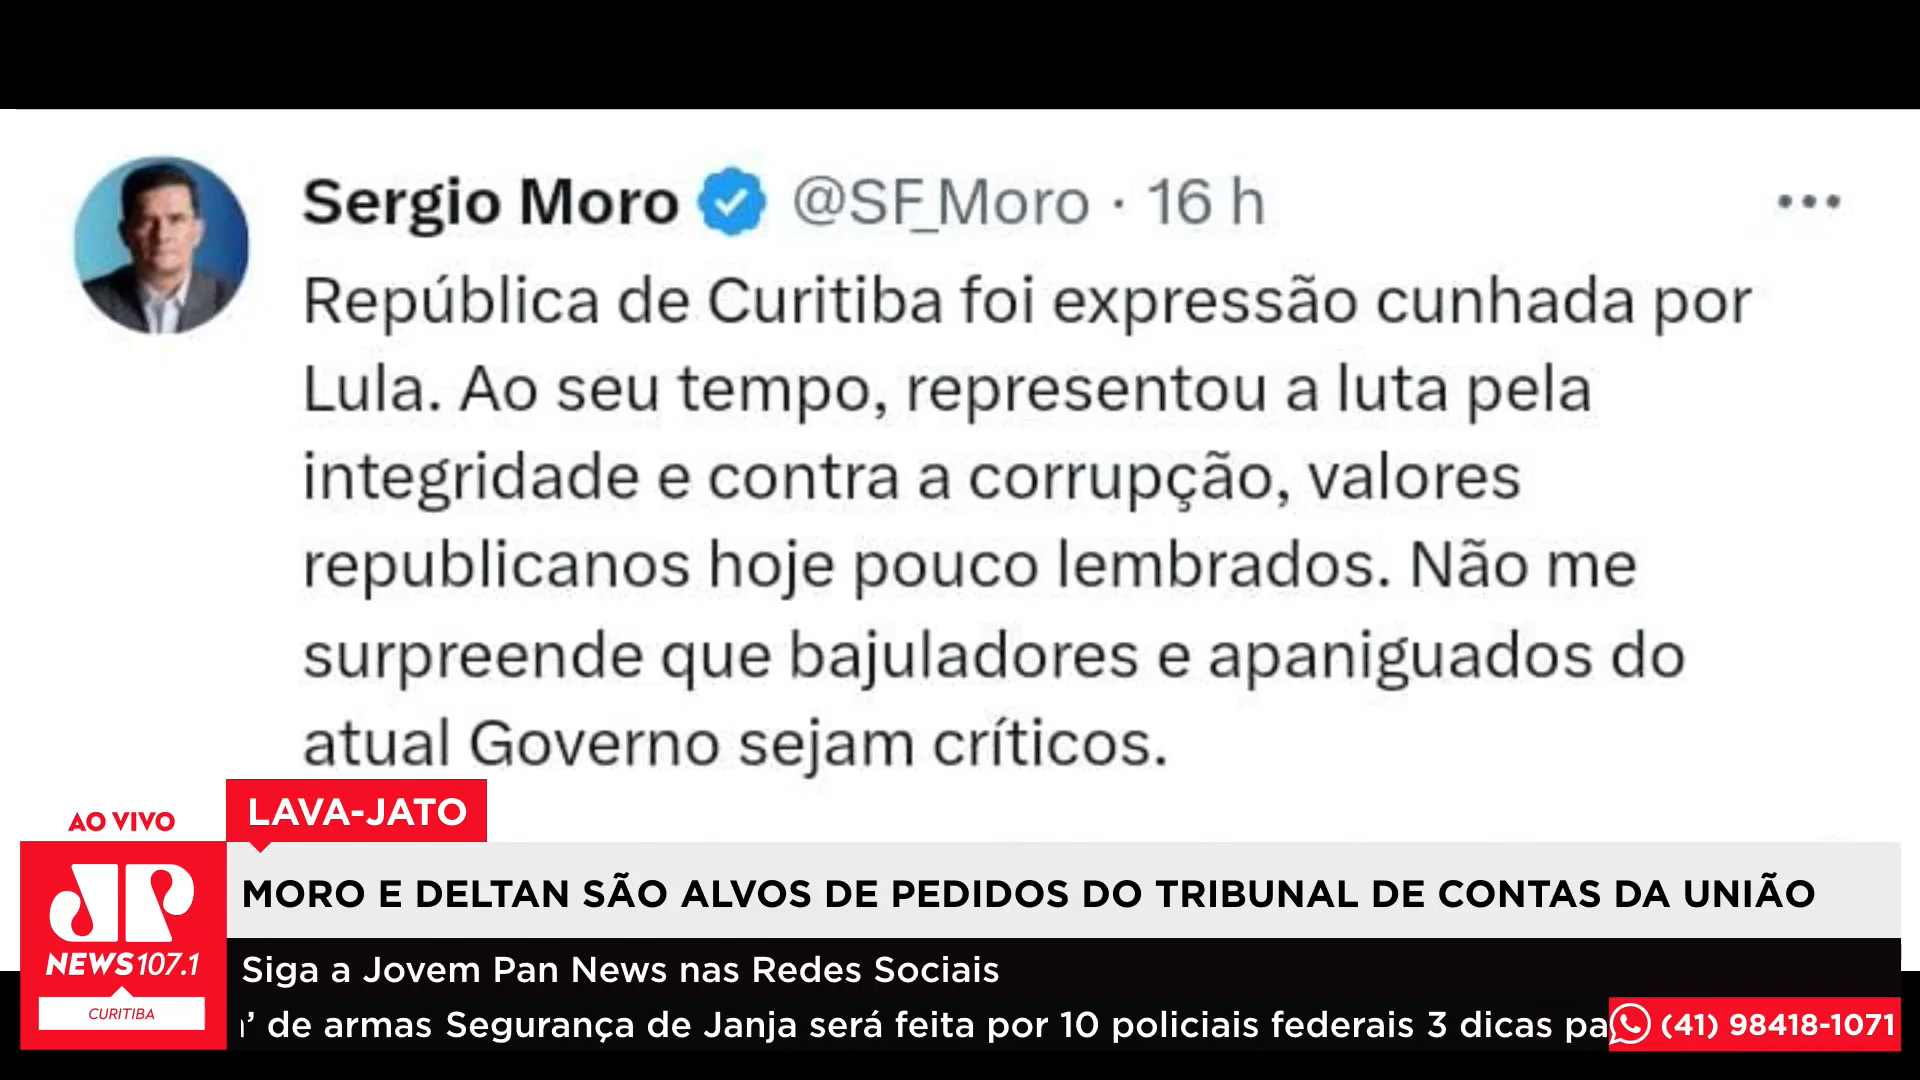 Sergio Moro @SF_Moro · 16 h
República de Curitiba foi expressão cunhada por
Lula. Ao seu tempo, representou a luta pela
integridade e contra a corrupção, valores
republicanos hoje pouco lembrados. Não me
surpreende que bajuladores e apaniguados do
atual Governo sejam críticos.
LAVA-JATO
AO VIVO
MORO E DELTAN SÃO ALVOS DE PEDIDOS DO TRIBUNAL DE CONTAS DA UNIÃO
JP
NEWS 107.1
CURITIBA
Siga a Jovem Pan News nas Redes Sociais
’ de armas Segurança de Janja será feita por 10 policiais federais 3 dicas pa
(41) 98418-1071